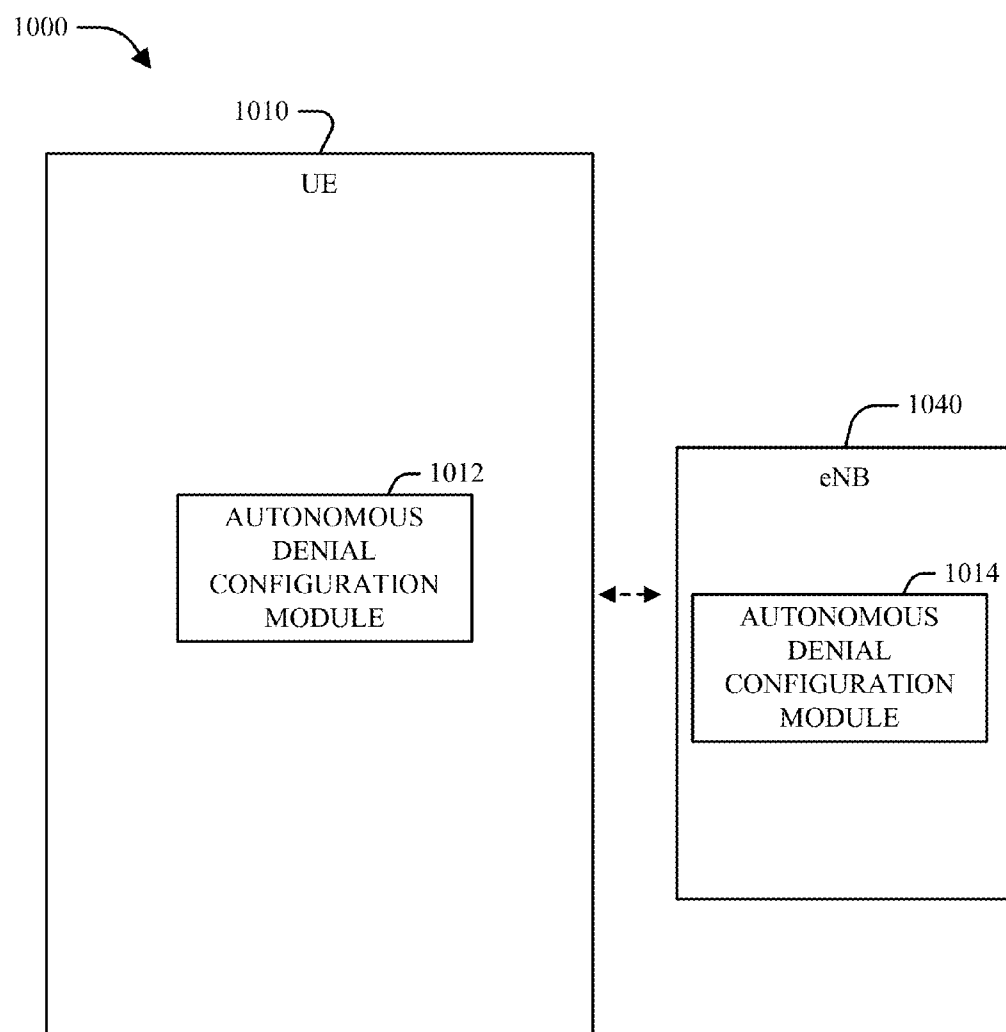 1000
1010
UE
1040
eNB
1012
AUTONOMOUS
DENIAL
CONFIGURATION
MODULE
1014
AUTONOMOUS
DENIAL
CONFIGURATION
MODULE